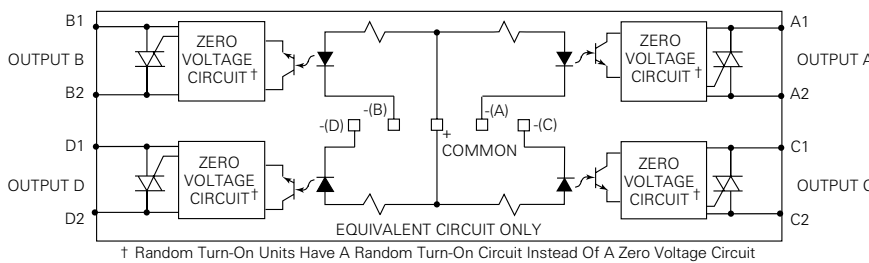 B1
OUTPUT B
B2
ZERO
VOLTAGE
CIRCUIT †
ZERO
VOLTAGE
CIRCUIT †
A1
OUTPUT A
A2
-(D)
-(B)
+
COMMON
-(A)
-(C)
D1
OUTPUT D
D2
ZERO
VOLTAGE
CIRCUIT †
ZERO
VOLTAGE
CIRCUIT †
C1
OUTPUT C
C2
EQUIVALENT CIRCUIT ONLY
† Random Turn-On Units Have A Random Turn-On Circuit Instead Of A Zero Voltage Circuit